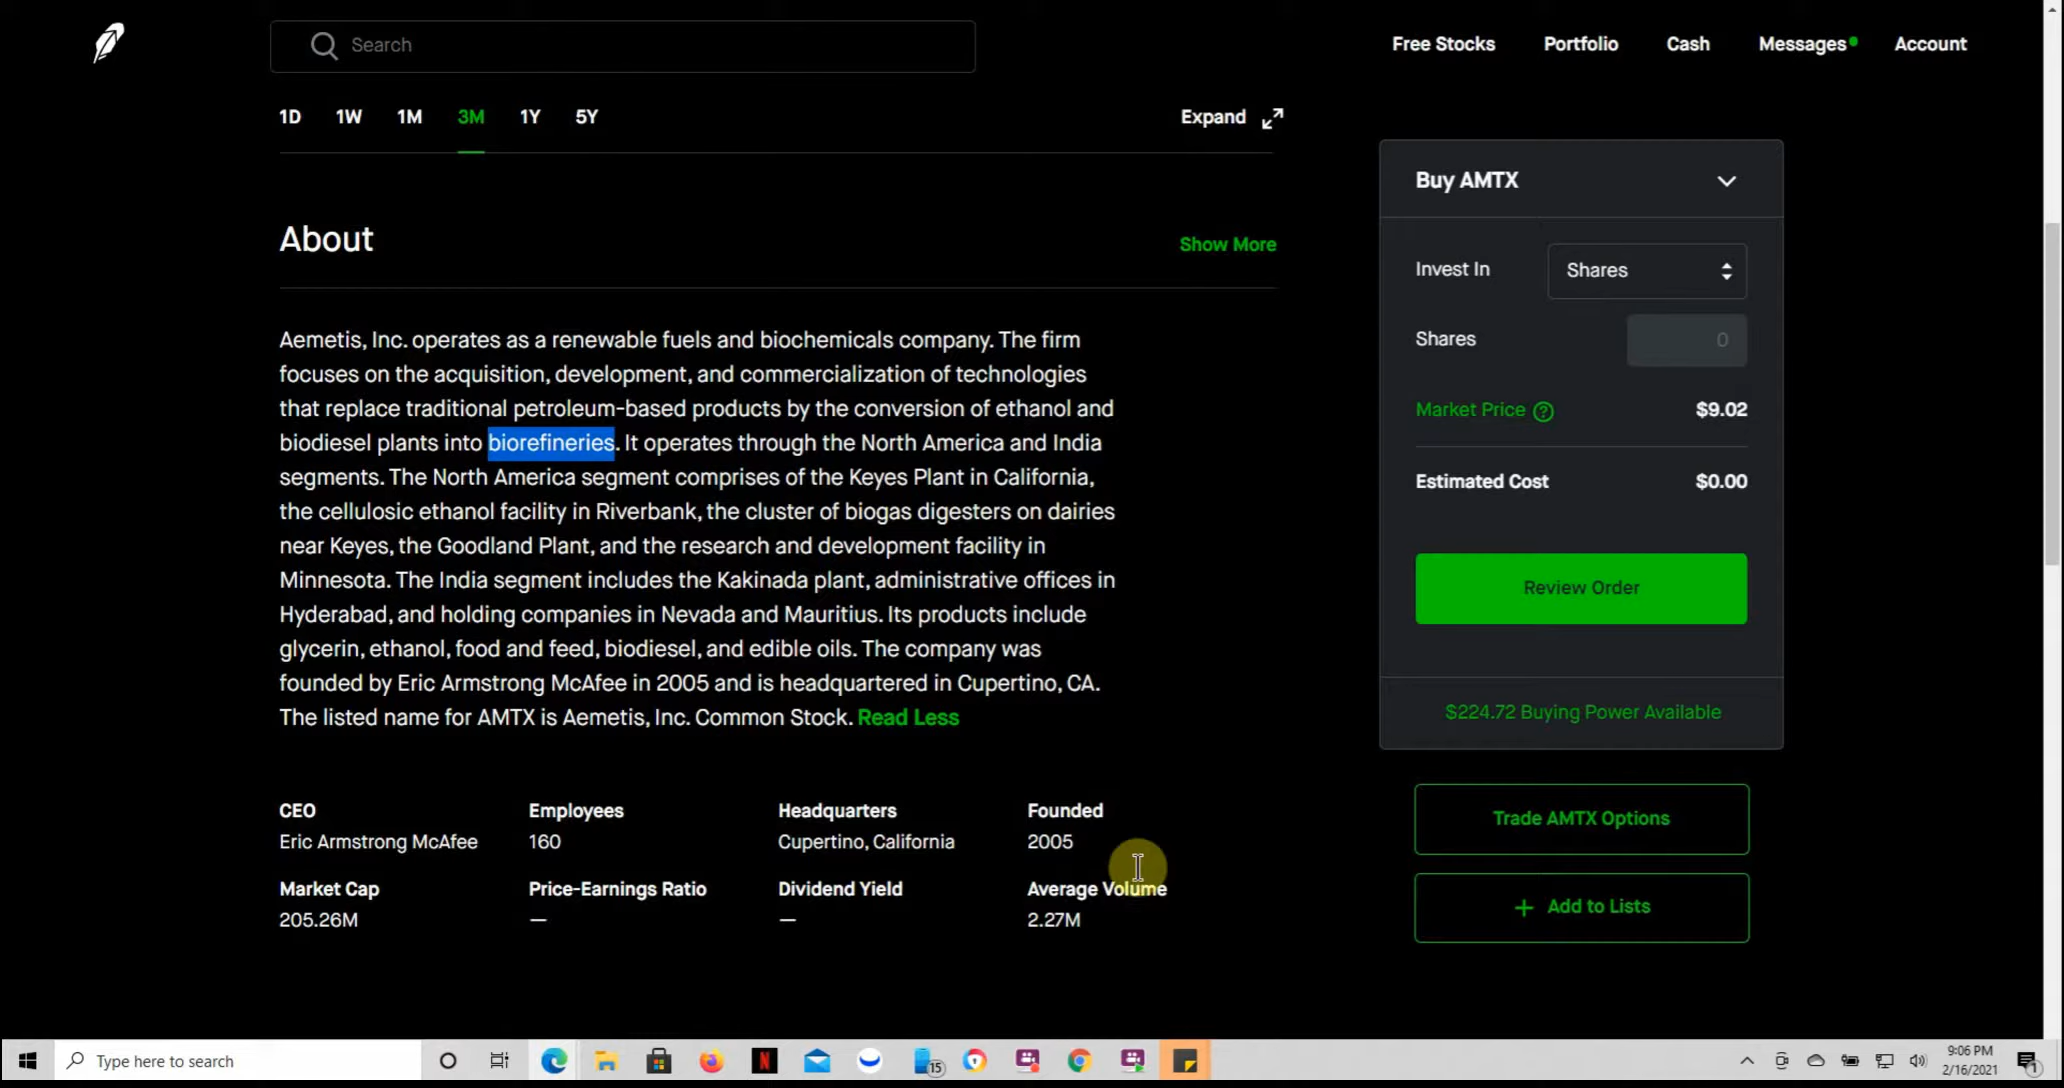 Search
Free Stocks Portfolio Cash Messages Account
1D 1W 1M 3M 1Y 5Y
Expand
About
Show More
Aemetis, Inc. operates as a renewable fuels and biochemicals company. The firm
focuses on the acquisition, development, and commercialization of technologies
that replace traditional petroleum-based products by the conversion of ethanol and
biodiesel plants into biorefineries. It operates through the North America and India
segments. The North America segment comprises of the Keyes Plant in California,
the cellulosic ethanol facility in Riverbank, the cluster of biogas digesters on dairies
near Keyes, the Goodland Plant, and the research and development facility in
Minnesota. The India segment includes the Kakinada plant, administrative offices in
Hyderabad, and holding companies in Nevada and Mauritius. Its products include
glycerin, ethanol, food and feed, biodiesel, and edible oils. The company was
founded by Eric Armstrong McAfee in 2005 and is headquartered in Cupertino, CA.
The listed name for AMTX is Aemetis, Inc. Common Stock. Read Less
CEO Employees Headquarters Founded
Eric Armstrong McAfee 160 Cupertino, California 2005
Market Cap Price-Earnings Ratio Dividend Yield Average Volume
205.26M — — 2.27M
Buy AMTX
Invest In Shares
Shares 0
Market Price ? $9.02
Estimated Cost $0.00
Review Order
$224.72 Buying Power Available
Trade AMTX Options
+ Add to Lists
Type here to search
N
15
9:06 PM
2/16/2021
1